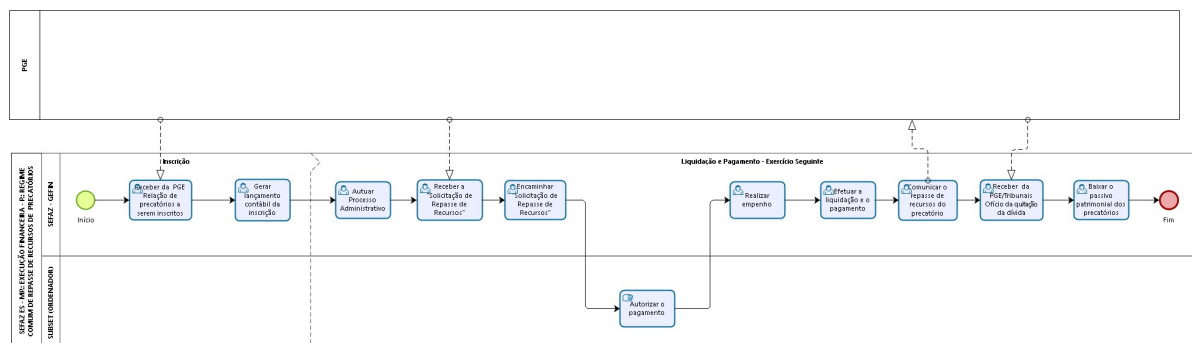 PGE
SEFAZ ES - MP.: EXECUÇÃO FINANCEIRA - P.: REGIME
COMUM DE REPASSE DE RECURSOS DE PRECATÓRIOS
SEFAZ - GEFIN
Inscrição
Liquidação e Pagamento - Exercício Seguinte
Início
Receber da PGE
Relação de
precatórios a
serem inscritos
Gerar
lançamento
contábil da
inscrição
Autuar
Processo
Administrativo
Receber a
"Solicitação de
Repasse de
Recursos"
Encaminhar
"Solicitação de
Repasse de
Recursos"
Realizar
empenho
Efetuar a
liquidação e o
pagamento
Comunicar o
repasse de
recursos do
precatório
Receber da
PGE/Tribunais
Ofício da quitação
da dívida
Baixar o
passivo
patrimonial dos
precatórios
Fim
SUBSET (ORDENADOR)
Autorizar o
pagamento